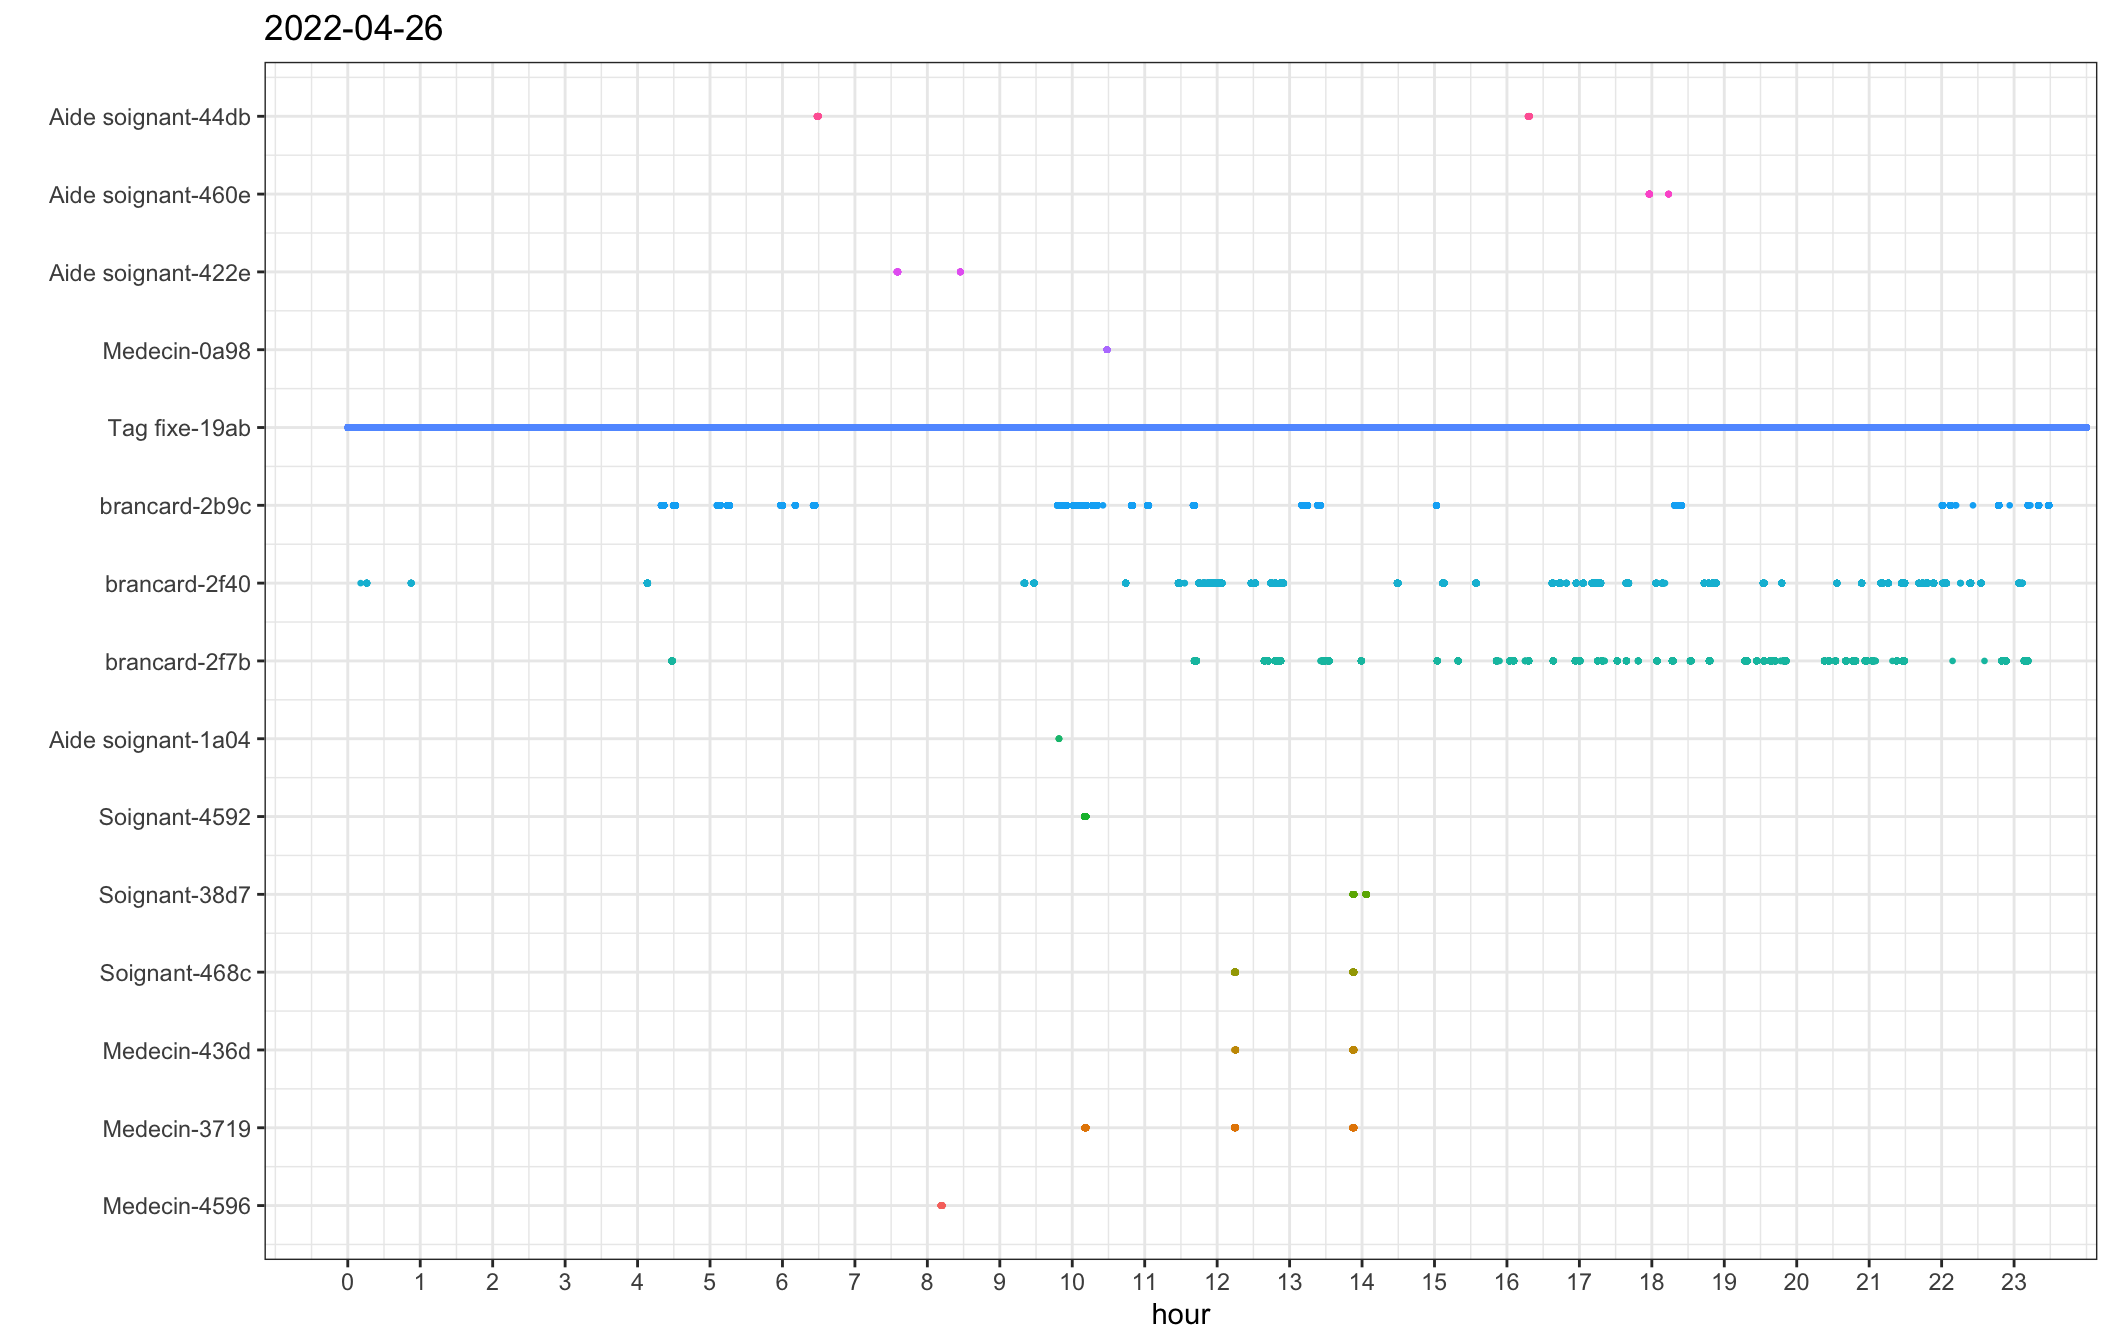 2022-04-26
Aide soignant-44db
Aide soignant-460e
Aide soignant-422e
Medecin-0a98
Tag fixe-19ab
brancard-2b9c
brancard-2f40
brancard-2f7b
Aide soignant-1a04
Soignant-4592
Soignant-38d7
Soignant-468c
Medecin-436d
Medecin-3719
Medecin-4596
0 1 2 3 4 5 6 7 8 9 10 11 12 13 14 15 16 17 18 19 20 21 22 23
hour